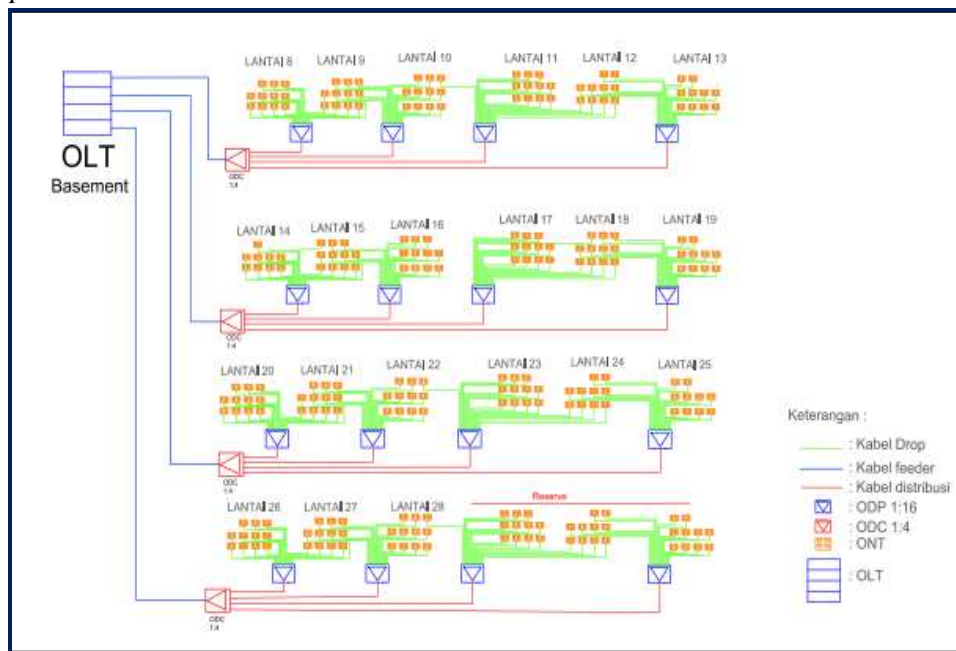 LANTAI 8 LANTAI 9 LANTAI 10 LANTAI 11 LANTAI 12 LANTAI 13
OLT
Basement
ODC
1:4
LANTAI 14 LANTAI 15 LANTAI 16 LANTAI 17 LANTAI 18 LANTAI 19
ODC
1:4
LANTAI 20 LANTAI 21 LANTAI 22 LANTAI 23 LANTAI 24 LANTAI 25
ODC
1:4
Reserve
LANTAI 26 LANTAI 27 LANTAI 28
ODC
1:4
Keterangan :
: Kabel Drop
: Kabel feeder
: Kabel distribusi
: ODP 1:16
: ODC 1:4
: ONT
: OLT